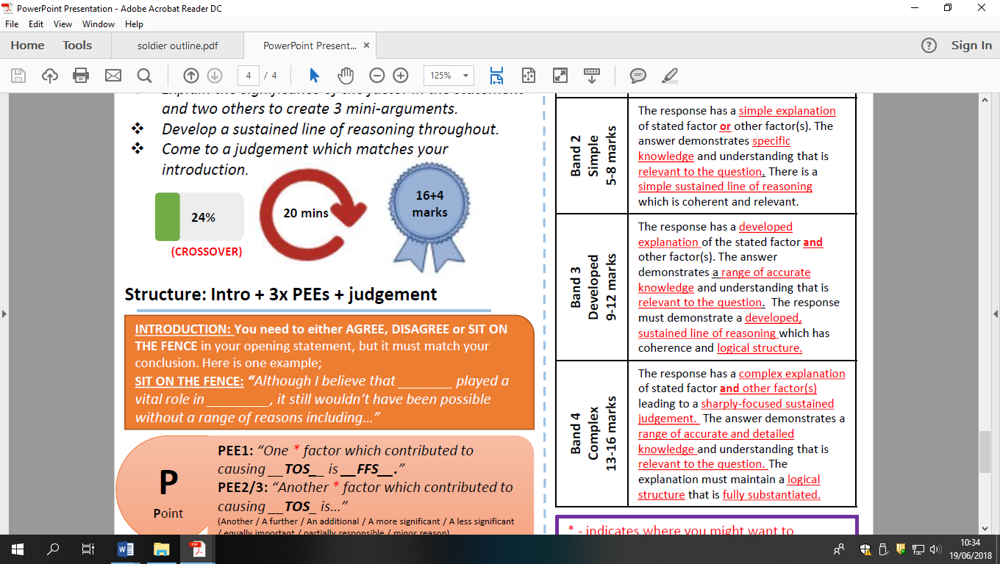 PowerPoint Presentation - Adobe Acrobat Reader DC
File Edit View Window Help
Home Tools soldier outline.pdf PowerPoint Present... × Sign In
4 / 4 125%
Explain the significance of the factor in the statement
and two others to create 3 mini-arguments.
❖ Develop a sustained line of reasoning throughout.
❖ Come to a judgement which matches your
introduction.
24%
(CROSSOVER)
20 mins
16+4
marks
Structure: Intro + 3x PEEs + judgement
INTRODUCTION: You need to either AGREE, DISAGREE or SIT ON
THE FENCE in your opening statement, but it must match your
conclusion. Here is one example;
SIT ON THE FENCE: “Although I believe that _______ played a
vital role in ________, it still wouldn’t have been possible
without a range of reasons including…”
P
Point
PEE1: “One * factor which contributed to
causing __TOS__ is __FFS__.”
PEE2/3: “Another * factor which contributed to
causing __TOS_ is…”
(Another / A further / An additional / A more significant / A less significant
/ equally important / partially responsible / minor reason)
Band 2
Simple
5-8 marks
The response has a simple explanation
of stated factor or other factor(s). The
answer demonstrates specific
knowledge and understanding that is
relevant to the question. There is a
simple sustained line of reasoning
which is coherent and relevant.
Band 3
Developed
9-12 marks
The response has a developed
explanation of the stated factor and
other factor(s). The answer
demonstrates a range of accurate
knowledge and understanding that is
relevant to the question. The response
must demonstrate a developed,
sustained line of reasoning which has
coherence and logical structure.
Band 4
Complex
13-16 marks
The response has a complex explanation
of stated factor and other factor(s)
leading to a sharply-focused sustained
judgement. The answer demonstrates a
range of accurate and detailed
knowledge and understanding that is
relevant to the question. The
explanation must maintain a logical
structure that is fully substantiated.
* - indicates where you might want to
10:34
19/06/2018